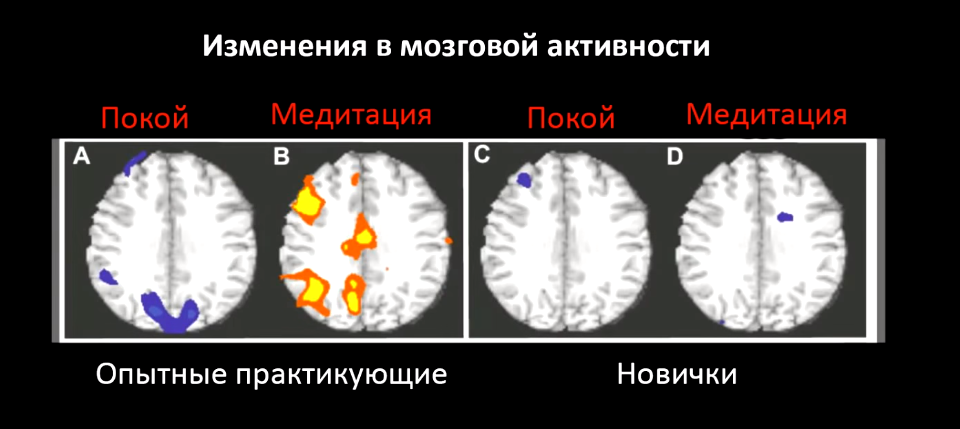 Изменения в мозговой активности
Покой Медитация Покой Медитация
A B C D
Опытные практикующие Новички